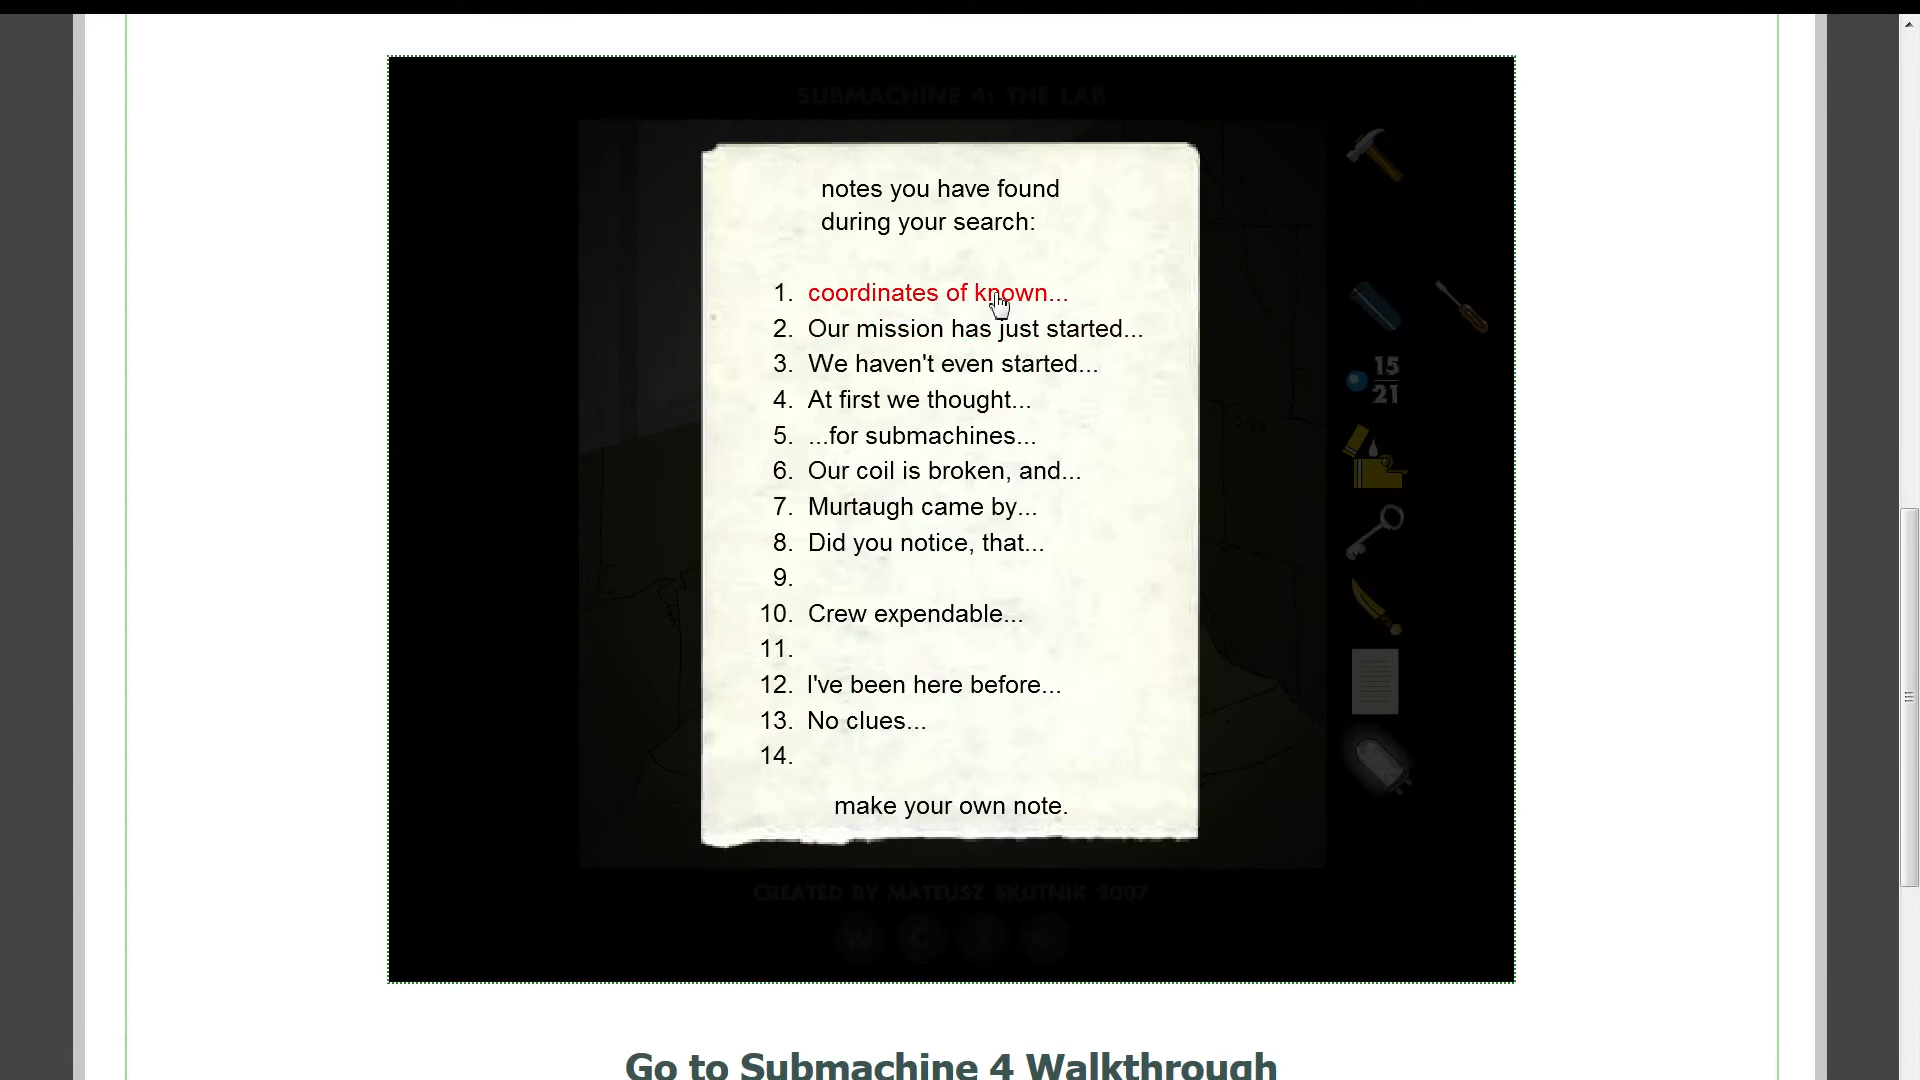 SUBMACHINE 4: THE LAB
notes you have found
during your search:
1. coordinates of known...
2. Our mission has just started...
3. We haven't even started...
4. At first we thought...
5. ...for submachines...
6. Our coil is broken, and...
7. Murtaugh came by...
8. Did you notice, that...
9.
10. Crew expendable...
11.
12. I've been here before...
13. No clues...
14.
make your own note.
15
21
CREATED BY MATEUSZ SKUTNIK 2007
Go to Submachine 4 Walkthrough